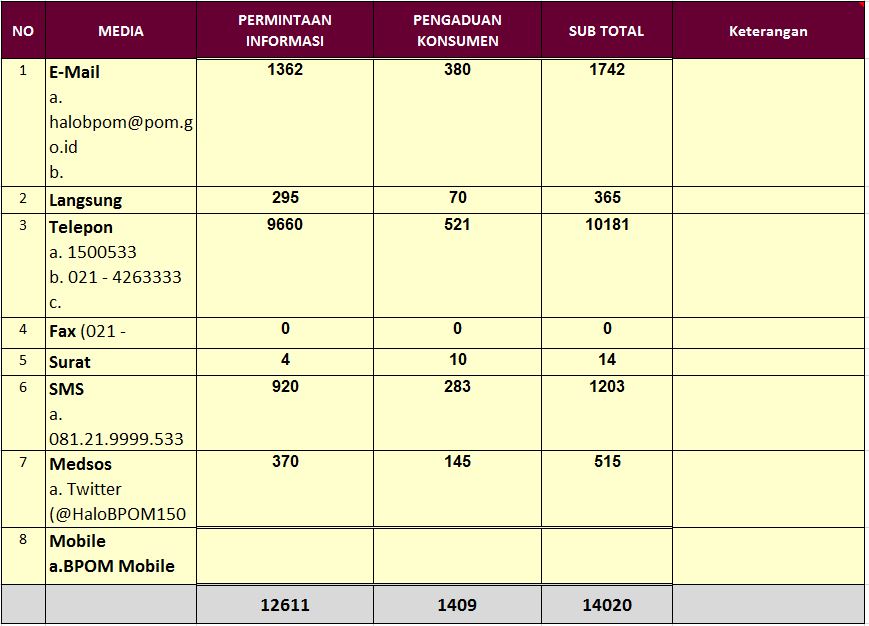 NO MEDIA PERMINTAAN INFORMASI PENGADUAN KONSUMEN SUB TOTAL Keterangan
1 E-Mail 1362 380 1742
a.
halobpom@pom.g
o.id
b.
2 Langsung 295 70 365
3 Telepon 9660 521 10181
a. 1500533
b. 021 - 4263333
c.
4 Fax (021 - 0 0 0
5 Surat 4 10 14
6 SMS 920 283 1203
a.
081.21.9999.533
7 Medsos 370 145 515
a. Twitter
(@HaloBPOM150
8 Mobile
a.BPOM Mobile
12611 1409 14020